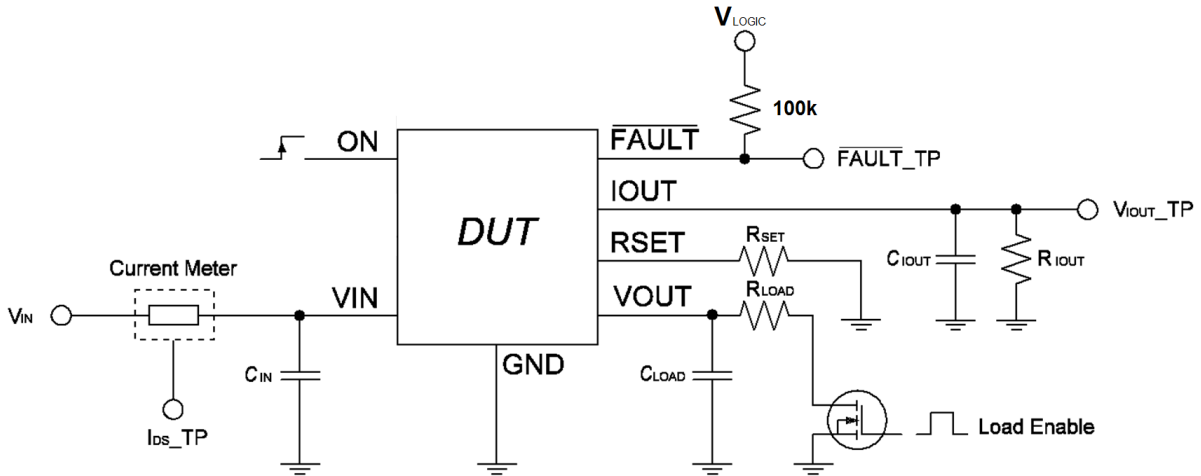 VLOGIC
100k
ON
FAULT
FAULT_TP
IOUT
VIOUT_TP
DUT
RSET
RSET
CIOUT
RIOUT
Current Meter
VIN
VIN
VOUT
RLOAD
GND
CIN
CLOAD
IDS_TP
Load Enable